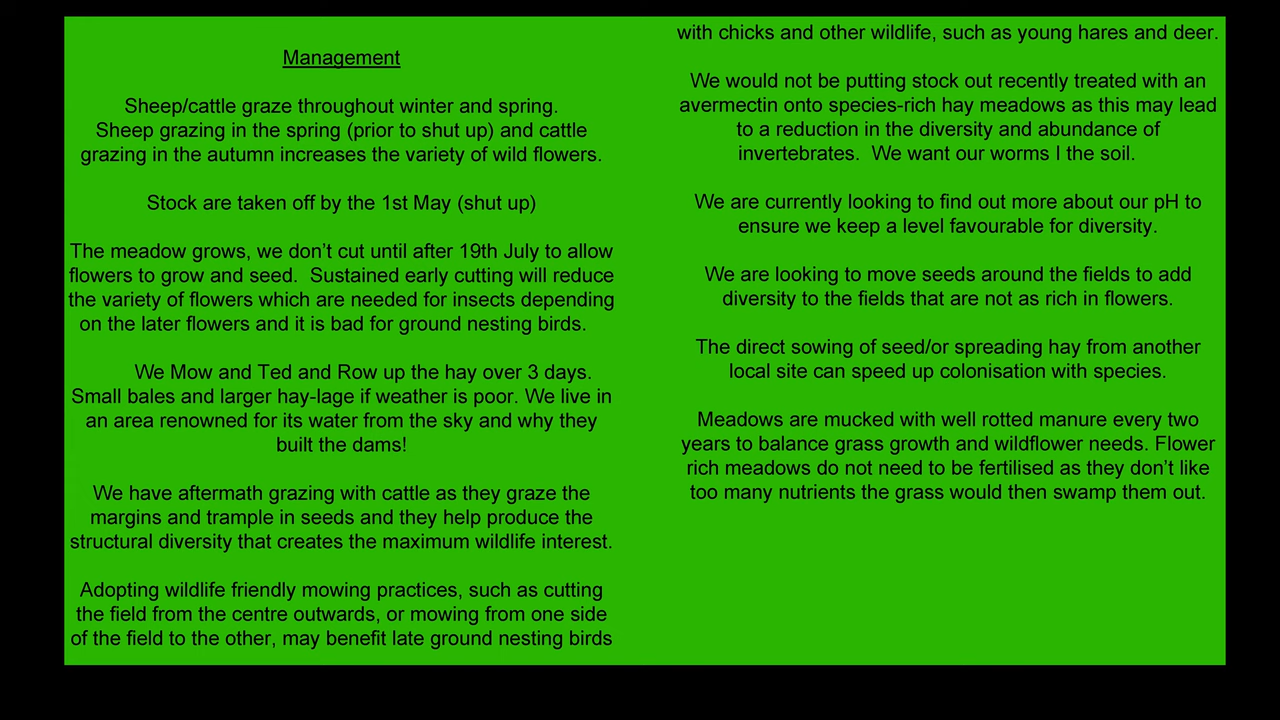 Management
Sheep/cattle graze throughout winter and spring.
Sheep grazing in the spring (prior to shut up) and cattle
grazing in the autumn increases the variety of wild flowers.
Stock are taken off by the 1st May (shut up)
The meadow grows, we don’t cut until after 19th July to allow
flowers to grow and seed.  Sustained early cutting will reduce
the variety of flowers which are needed for insects depending
on the later flowers and it is bad for ground nesting birds.
We Mow and Ted and Row up the hay over 3 days.
Small bales and larger hay-lage if weather is poor. We live in
an area renowned for its water from the sky and why they
built the dams!
We have aftermath grazing with cattle as they graze the
margins and trample in seeds and they help produce the
structural diversity that creates the maximum wildlife interest.
Adopting wildlife friendly mowing practices, such as cutting
the field from the centre outwards, or mowing from one side
of the field to the other, may benefit late ground nesting birds
with chicks and other wildlife, such as young hares and deer.
We would not be putting stock out recently treated with an
avermectin onto species-rich hay meadows as this may lead
to a reduction in the diversity and abundance of
invertebrates.  We want our worms I the soil.
We are currently looking to find out more about our pH to
ensure we keep a level favourable for diversity.
We are looking to move seeds around the fields to add
diversity to the fields that are not as rich in flowers.
The direct sowing of seed/or spreading hay from another
local site can speed up colonisation with species.
Meadows are mucked with well rotted manure every two
years to balance grass growth and wildflower needs. Flower
rich meadows do not need to be fertilised as they don’t like
too many nutrients the grass would then swamp them out.